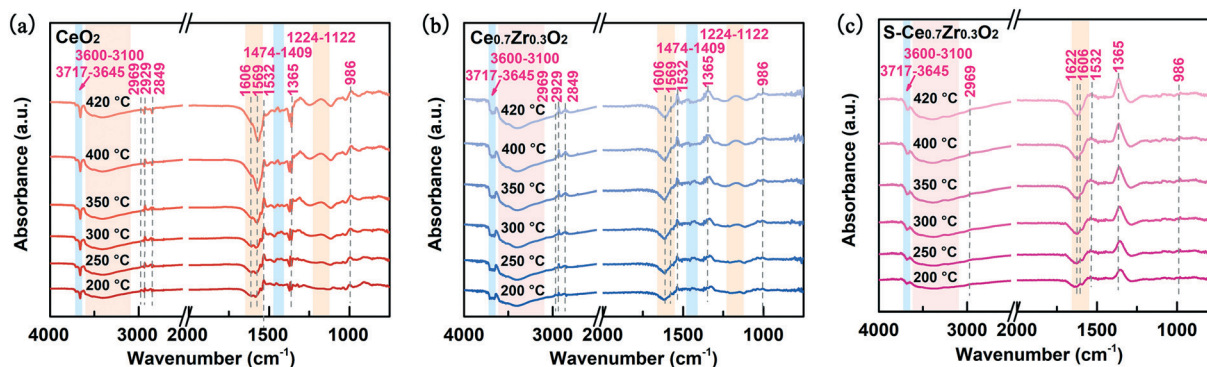 (a)
CeO2
3600-3100
3717-3645
2969
2929
2849
1224-1122
1474-1409
1606
1569
1532
1365
986
420 °C
400 °C
350 °C
300 °C
250 °C
200 °C
Absorbance (a.u.)
4000
3000
2000
1500
1000
Wavenumber (cm-1)
(b)
Ce0.7Zr0.3O2
3600-3100
3717-3645
2969
2929
2849
1224-1122
1474-1409
1606
1569
1532
1365
986
420 °C
400 °C
350 °C
300 °C
250 °C
200 °C
Absorbance (a.u.)
4000
3000
2000
1500
1000
Wavenumber (cm-1)
(c)
S-Ce0.7Zr0.3O2
3600-3100
3717-3645
2969
1622
1606
1532
1365
986
420 °C
400 °C
350 °C
300 °C
250 °C
200 °C
Absorbance (a.u.)
4000
3000
2000
1500
1000
Wavenumber (cm-1)